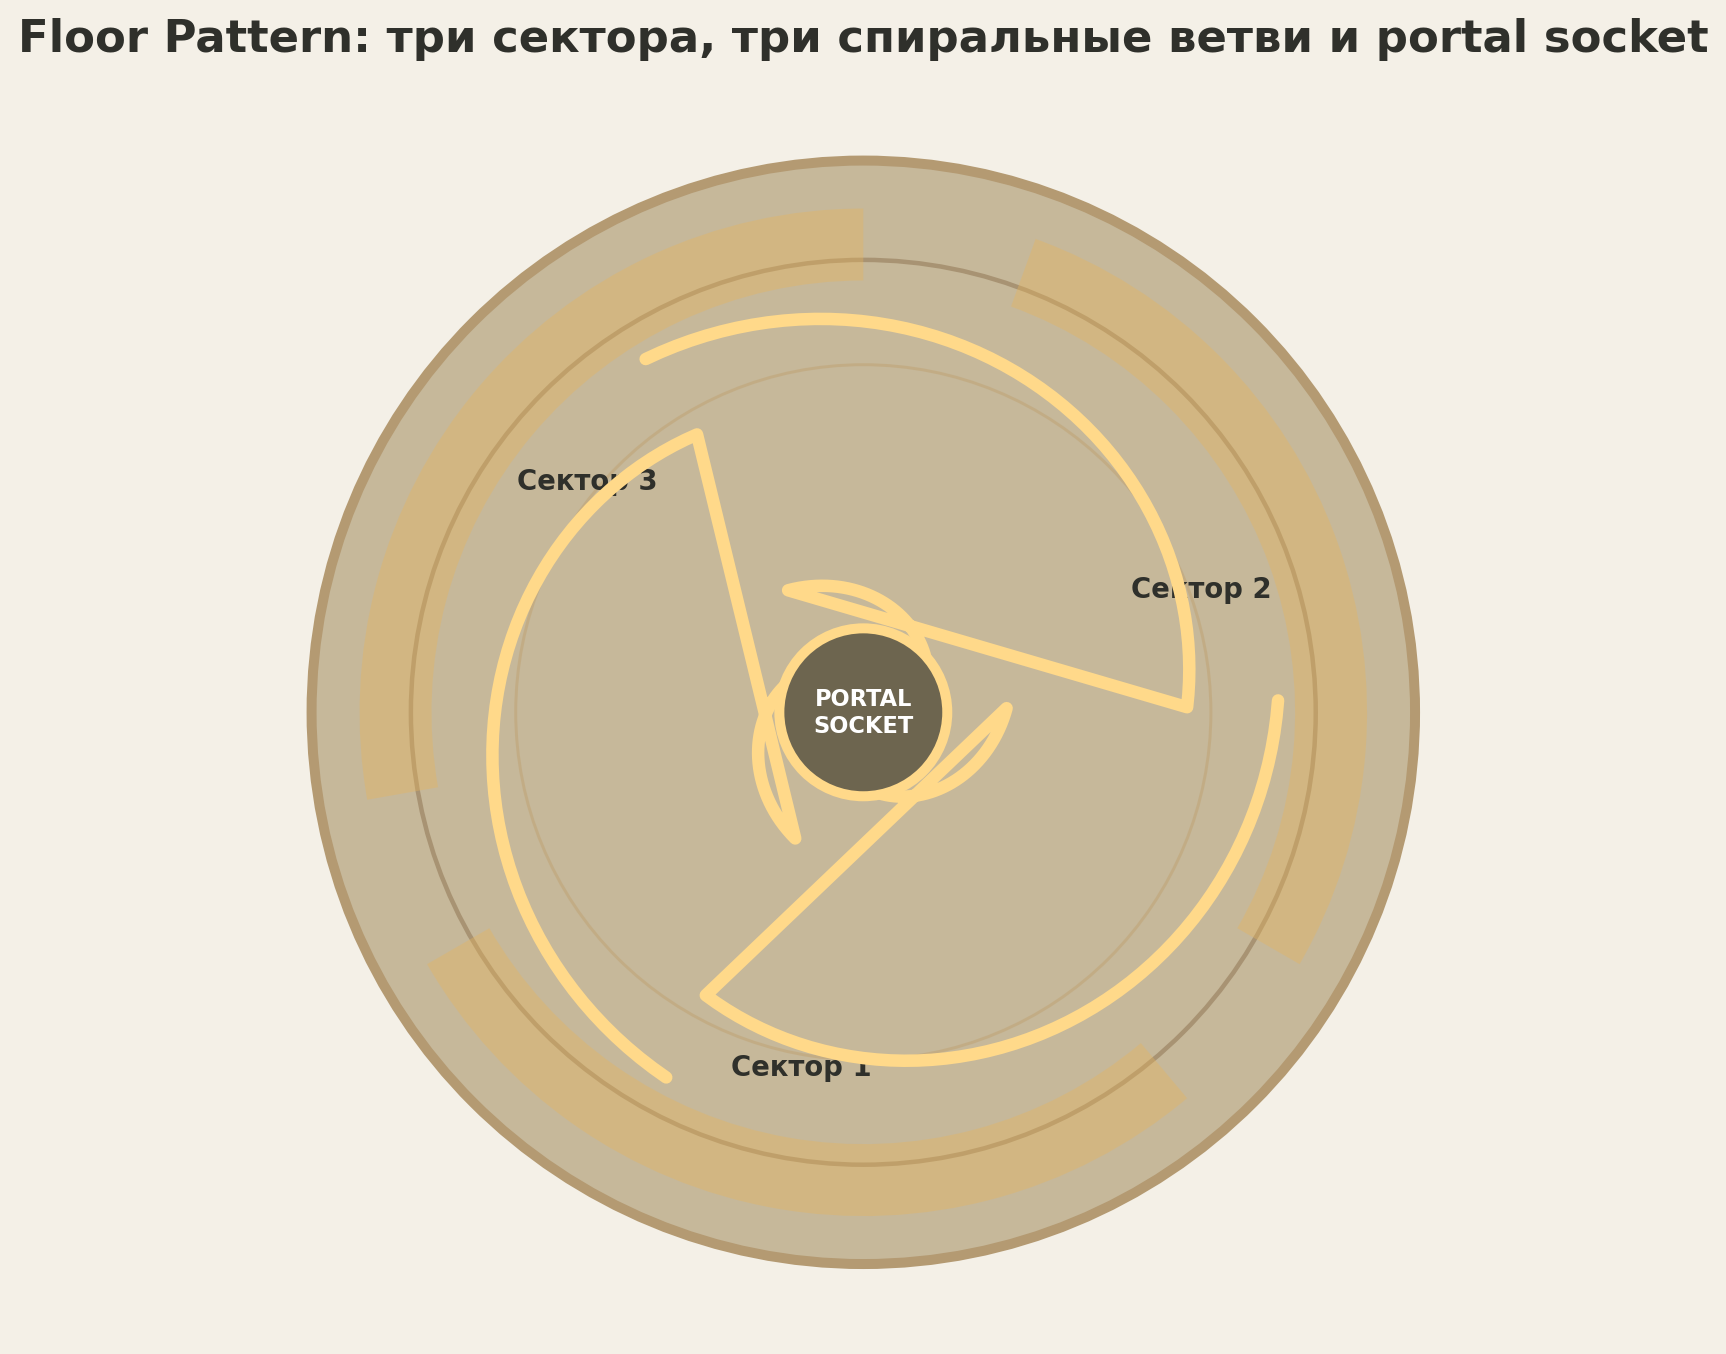 Floor Pattern: три сектора, три спиральные ветви и portal socket
Сектор 3
Сектор 2
PORTAL
SOCKET
Сектор 1